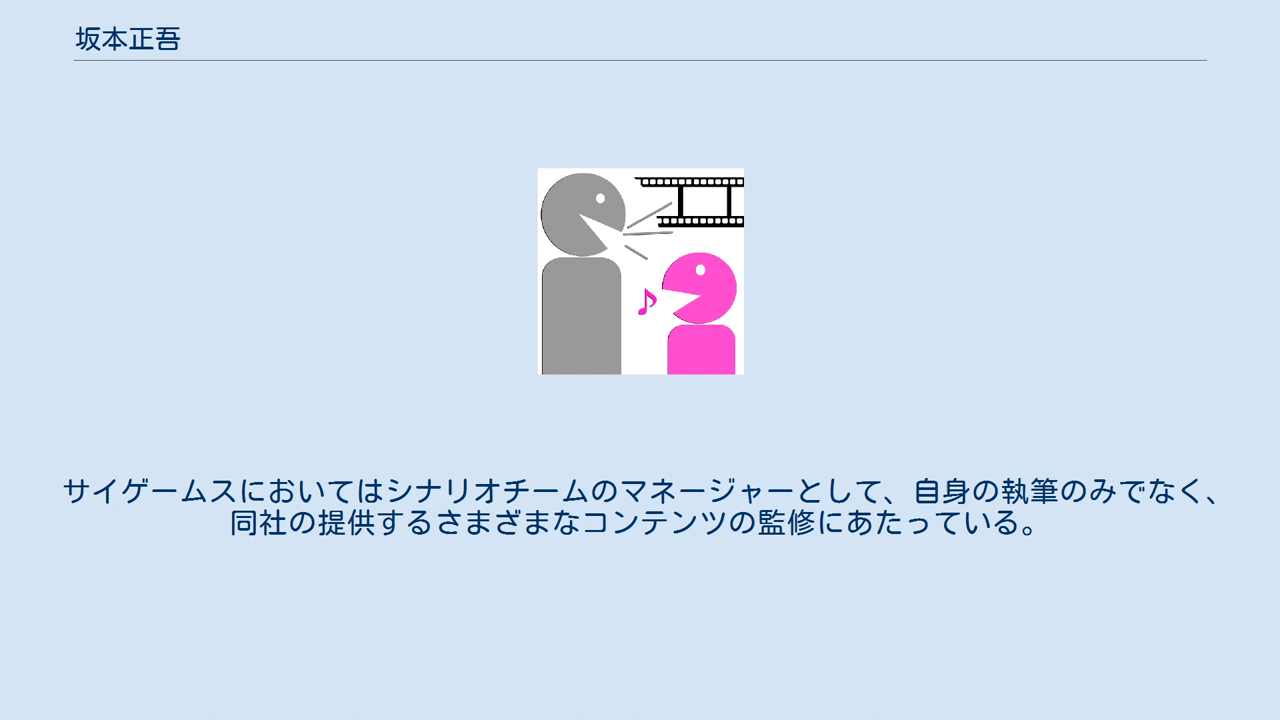 坂本正吾
サイゲームスにおいてはシナリオチームのマネージャーとして、自身の執筆のみでなく、
同社の提供するさまざまなコンテンツの監修にあたっている。